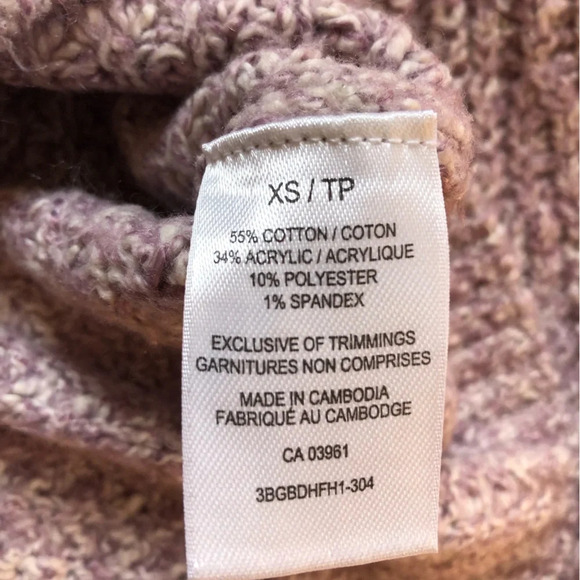 XS / TP
55% COTTON / COTON
34% ACRYLIC / ACRYLIQUE
10% POLYESTER
1% SPANDEX
EXCLUSIVE OF TRIMMINGS
GARNITURES NON COMPRISES
MADE IN CAMBODIA
FABRIQUÉ AU CAMBODGE
CA 03961
3BGBDHFH1-304